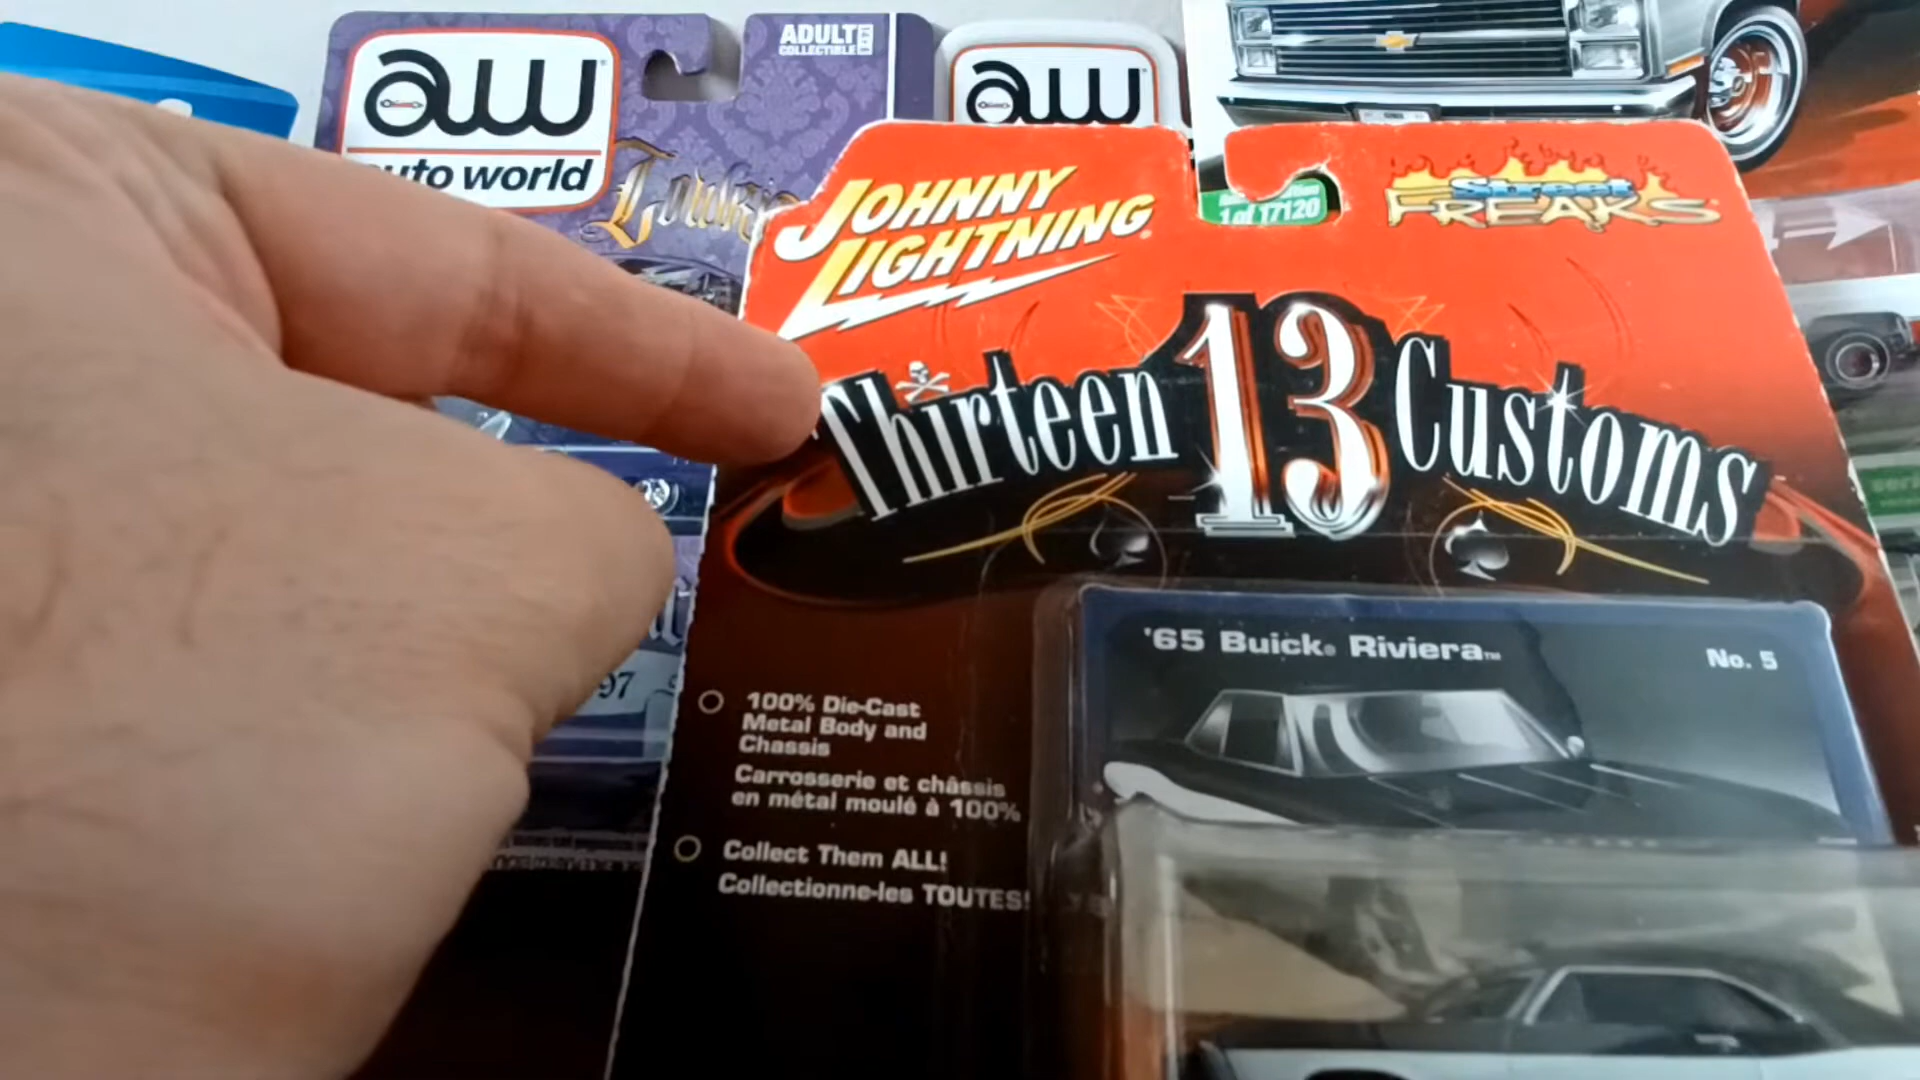 aw
auto world
ADULT
COLLECTIBLE
aw
JOHNNY
LIGHTNING
1 of 17120
Street
FREAKS
Thirteen 13 Customs
'65 Buick® Riviera™
No. 5
100% Die-Cast
Metal Body and
Chassis
Carrosserie et châssis
en métal moulé à 100%
Collect Them ALL!
Collectionne-les TOUTES!
97